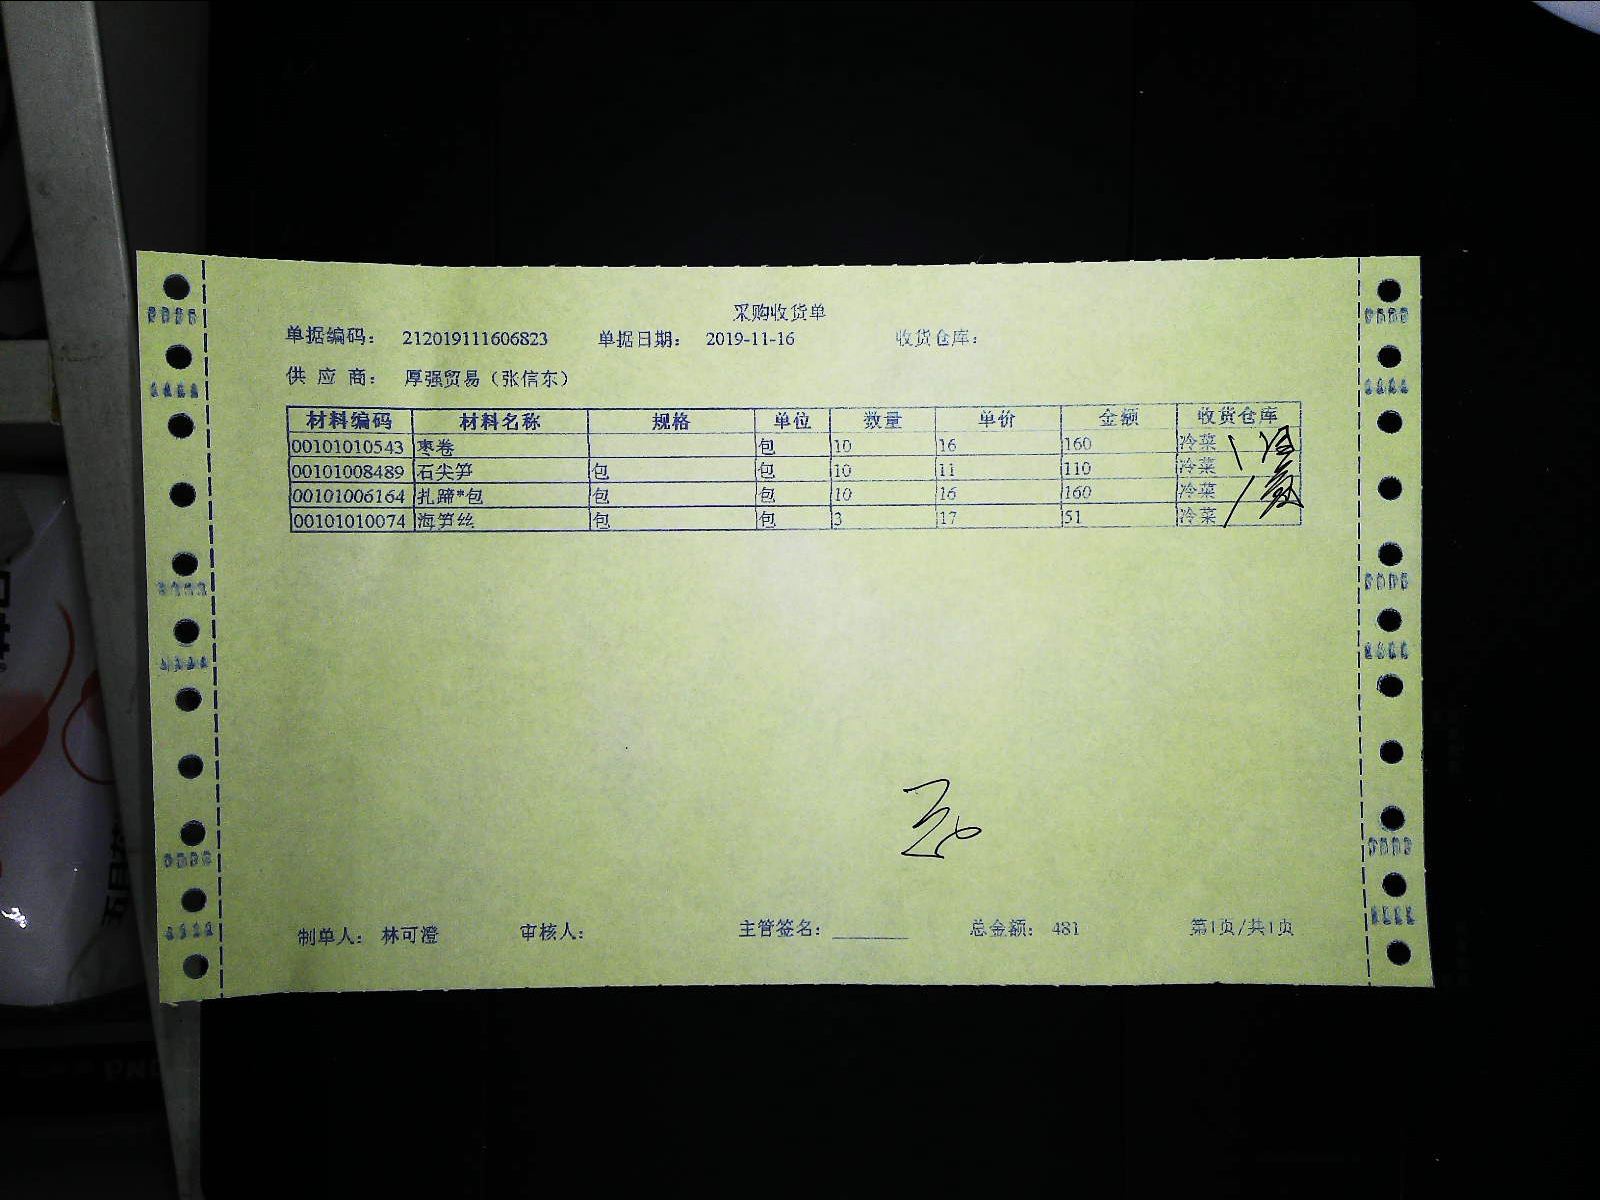 采购收货单
单据编码： 212019111606823 单据日期： 2019-11-16 收货仓库：
供 应 商： 厚强贸易（张信东）
材料编码 材料名称 规格 单位 数量 单价 金额 收货仓库
00101010543 枣卷 包 10 16 160 冷菜
00101008489 石尖笋 包 包 10 11 110 冷菜
00101006164 扎蹄*包 包 包 10 16 160 冷菜
00101010074 海笋丝 包 包 3 17 51 冷菜
制单人： 林可澄 审核人： 主管签名： 总金额： 481 第1页/共1页